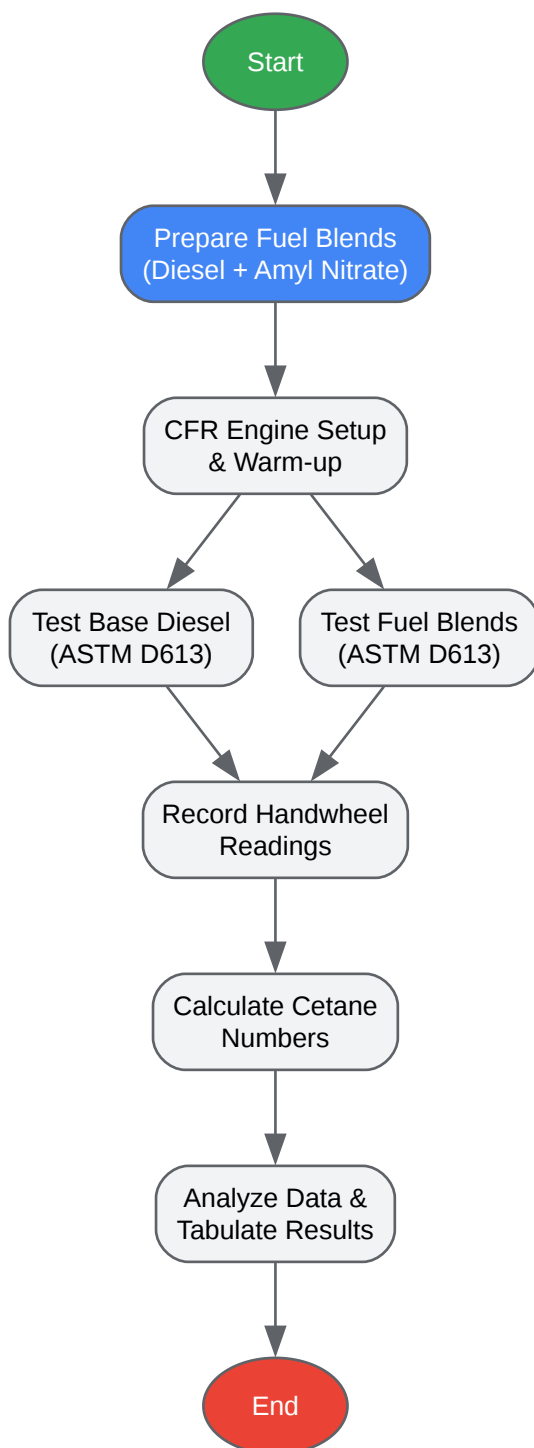 Start
Prepare Fuel Blends
(Diesel + Amyl Nitrate)
CFR Engine Setup
& Warm-up
Test Base Diesel
(ASTM D613)
Test Fuel Blends
(ASTM D613)
Record Handwheel
Readings
Calculate Cetane
Numbers
Analyze Data &
Tabulate Results
End